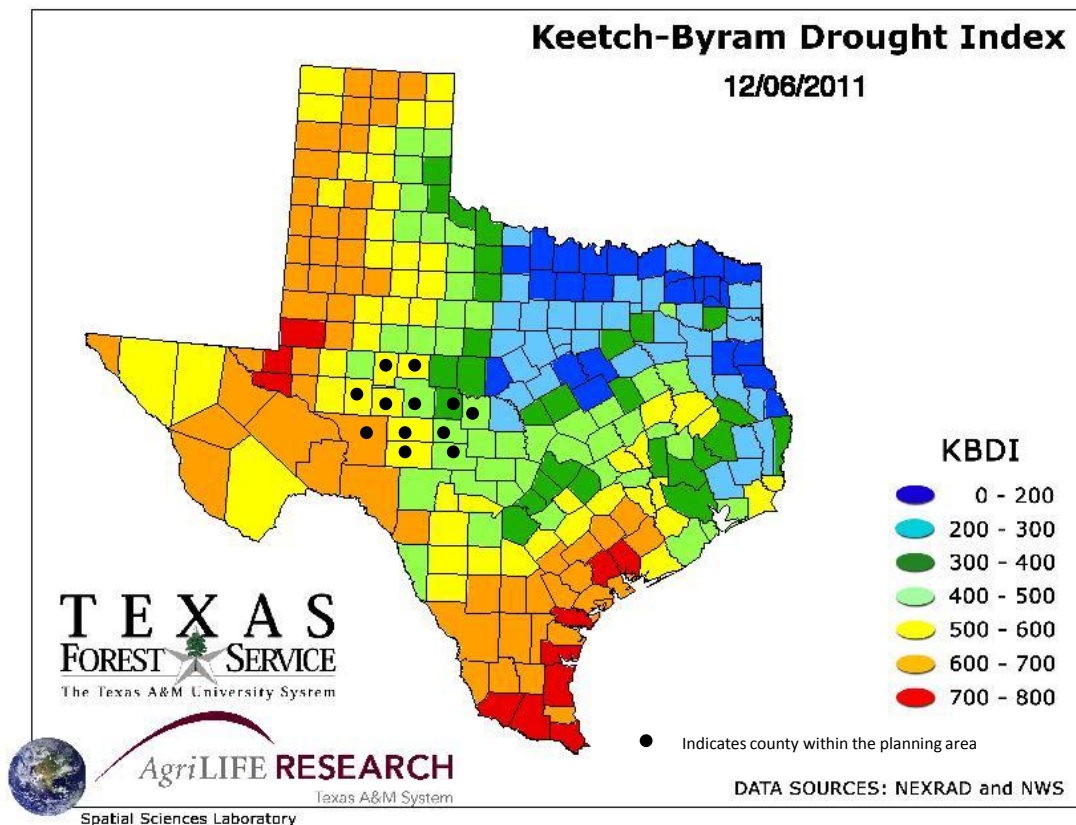 Keetch-Byram Drought Index
12/06/2011
KBDI
0 - 200
200 - 300
300 - 400
400 - 500
500 - 600
600 - 700
700 - 800
TEXAS
FOREST SERVICE
The Texas A&M University System
Indicates county within the planning area
AgriLIFE RESEARCH
Texas A&M System
DATA SOURCES: NEXRAD and NWS
Spatial Sciences Laboratory